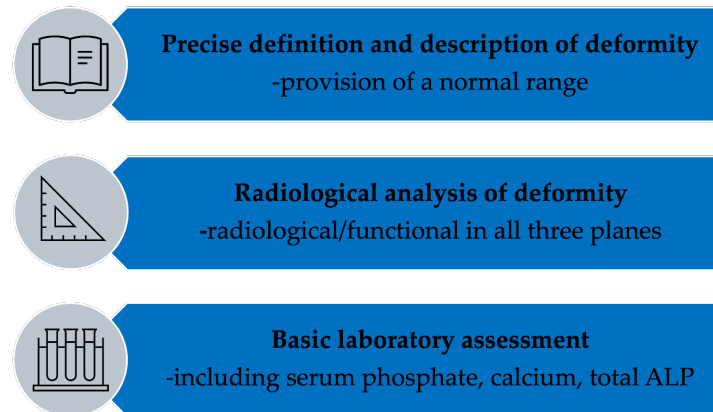 Precise definition and description of deformity
-provision of a normal range
Radiological analysis of deformity
-radiological/functional in all three planes
Basic laboratory assessment
-including serum phosphate, calcium, total ALP